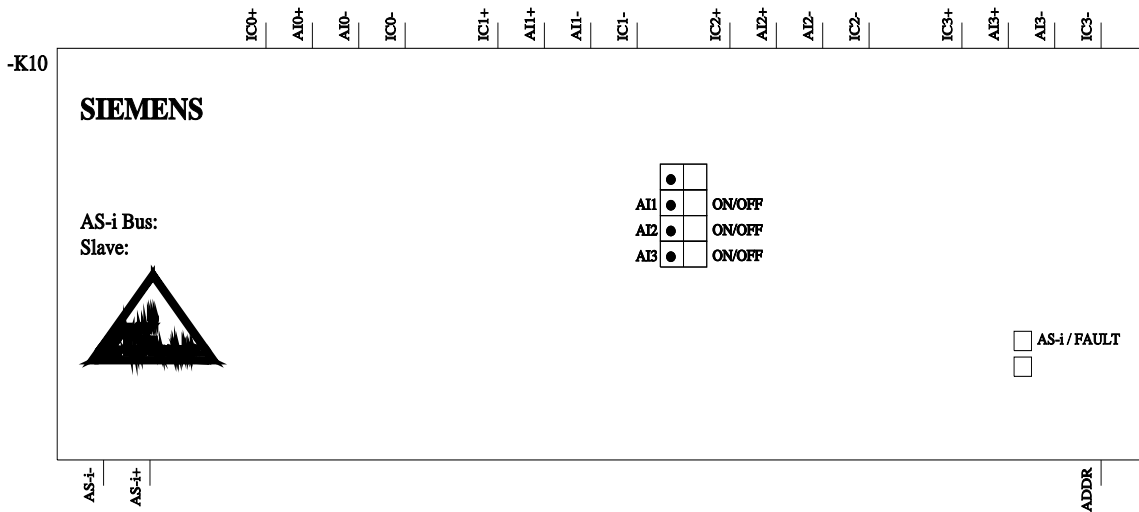 IC0+ AI0+ AI0- IC0- IC1+ AI1+ AI1- IC1- IC2+ AI2+ AI2- IC2- IC3+ AI3+ AI3- IC3-
-K10
SIEMENS
AI1 ON/OFF
AS-i Bus:
AI2 ON/OFF
Slave:
AI3 ON/OFF
AS-i / FAULT
AS-i- AS-i+ ADDR